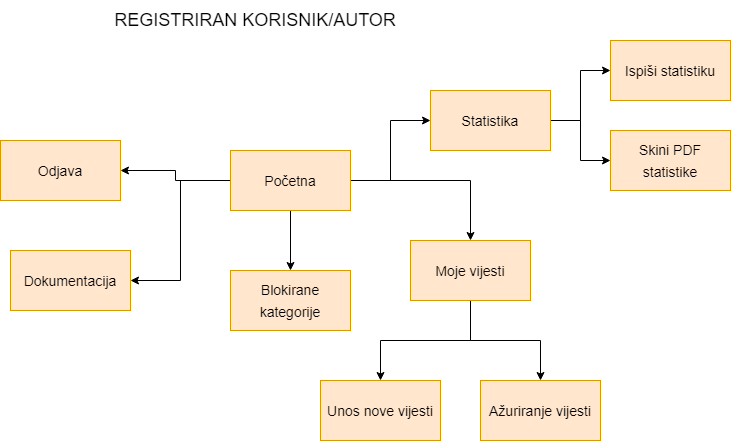 REGISTRIRAN KORISNIK/AUTOR
Ispiši statistiku
Statistika
Skini PDF
statistike
Odjava
Početna
Dokumentacija
Blokirane
kategorije
Moje vijesti
Unos nove vijesti
Ažuriranje vijesti